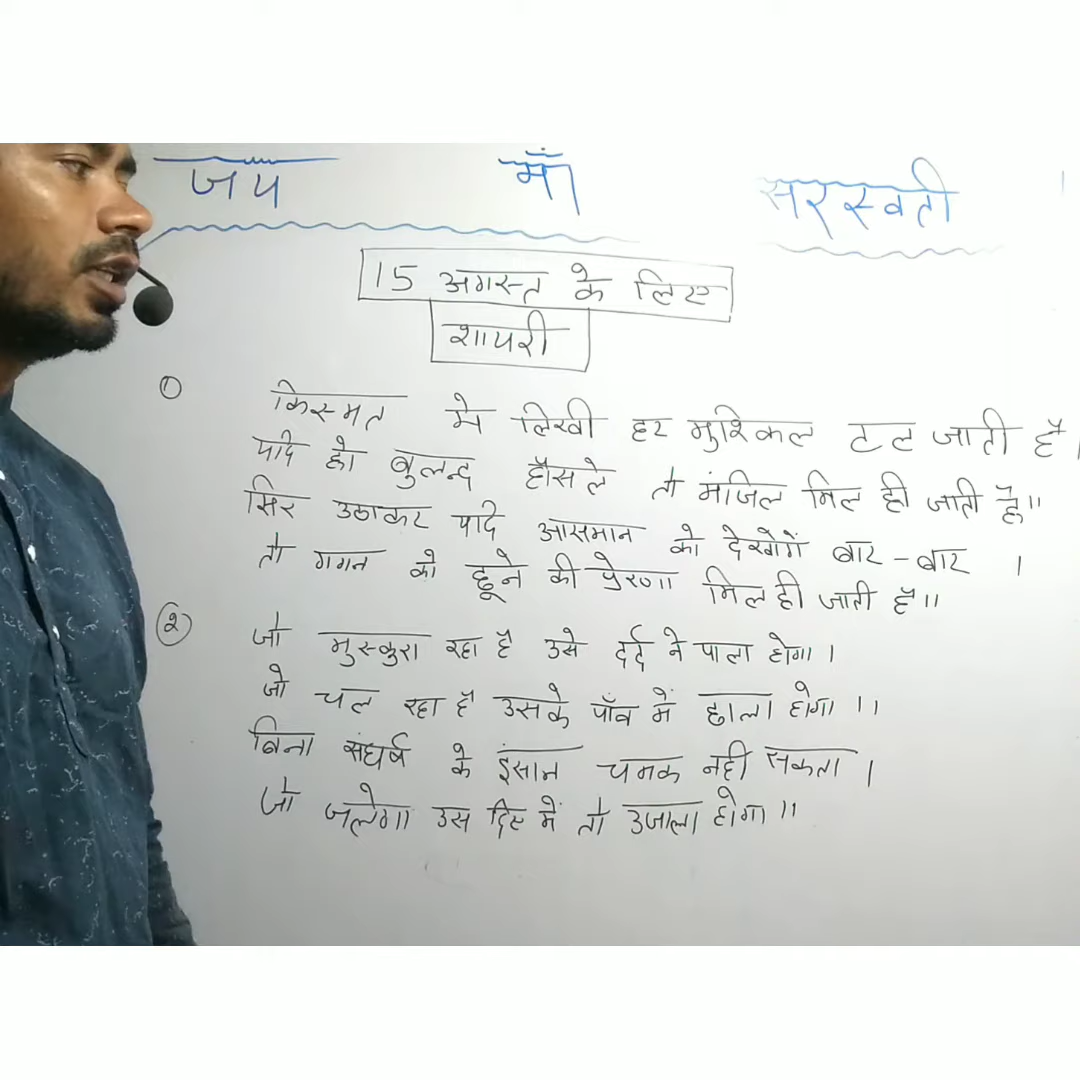 जय माँ सरस्वती
15 अगस्त के लिए
शायरी
① किस्मत मे लिखी हर मुश्किल टल जाती है।
यदि हो बुलन्द हौसले तो मंजिल मिल ही जाती है॥
सिर उठाकर यदि आसमान को देखोगें बार-बार ।
तो गगन को छूने की प्रेरणा मिल ही जाती है॥
② जो मुस्कुरा रहा है उसे दर्द ने पाला होगा।
जो चल रहा है उसके पाँव में छाला होगा ॥
बिना संघर्ष के इंसान चमक नही सकता ।
जो जलेगा उस दिए में तो उजाला होगा॥